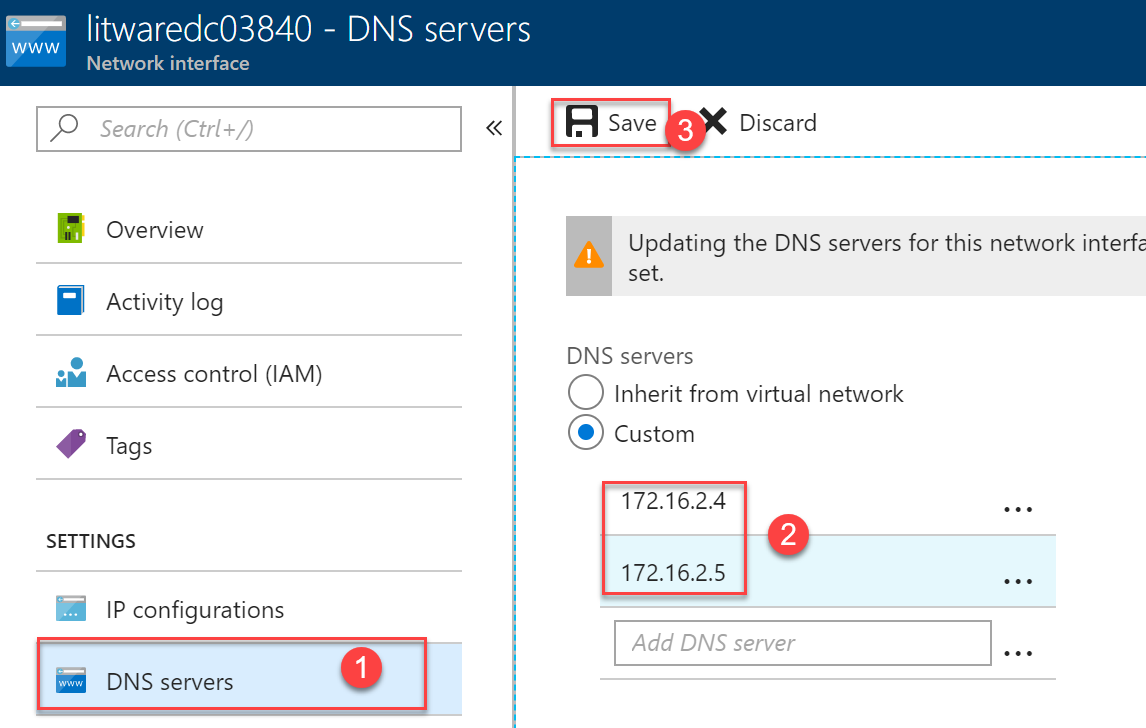 www
litwaredc03840 - DNS servers
Network interface
Search (Ctrl+/)
«
Save
3
Discard
Overview
Activity log
Access control (IAM)
Tags
SETTINGS
IP configurations
www
DNS servers
1
Updating the DNS servers for this network interfa
set.
DNS servers
Inherit from virtual network
Custom
172.16.2.4
...
2
172.16.2.5
...
Add DNS server
...